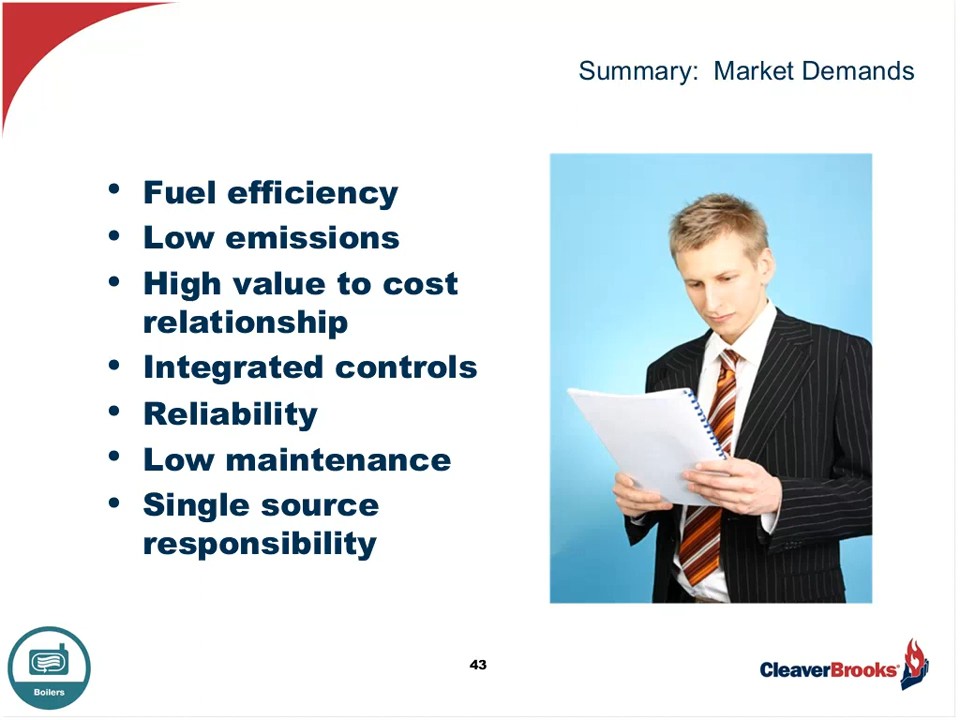 Summary:  Market Demands
• Fuel efficiency
• Low emissions
• High value to cost
relationship
• Integrated controls
• Reliability
• Low maintenance
• Single source
responsibility
Boilers
43
CleaverBrooks®